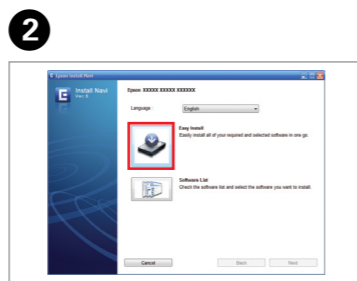 2
Epson Install Navi
Install Navi
Ver.
Epson XXXXX XXXXX XXXXXX
Language :
English
Easy Install
Easily install all of your required and selected software in one go.
Software List
Check the software list and select the software you want to install.
Cancel
Back
Next